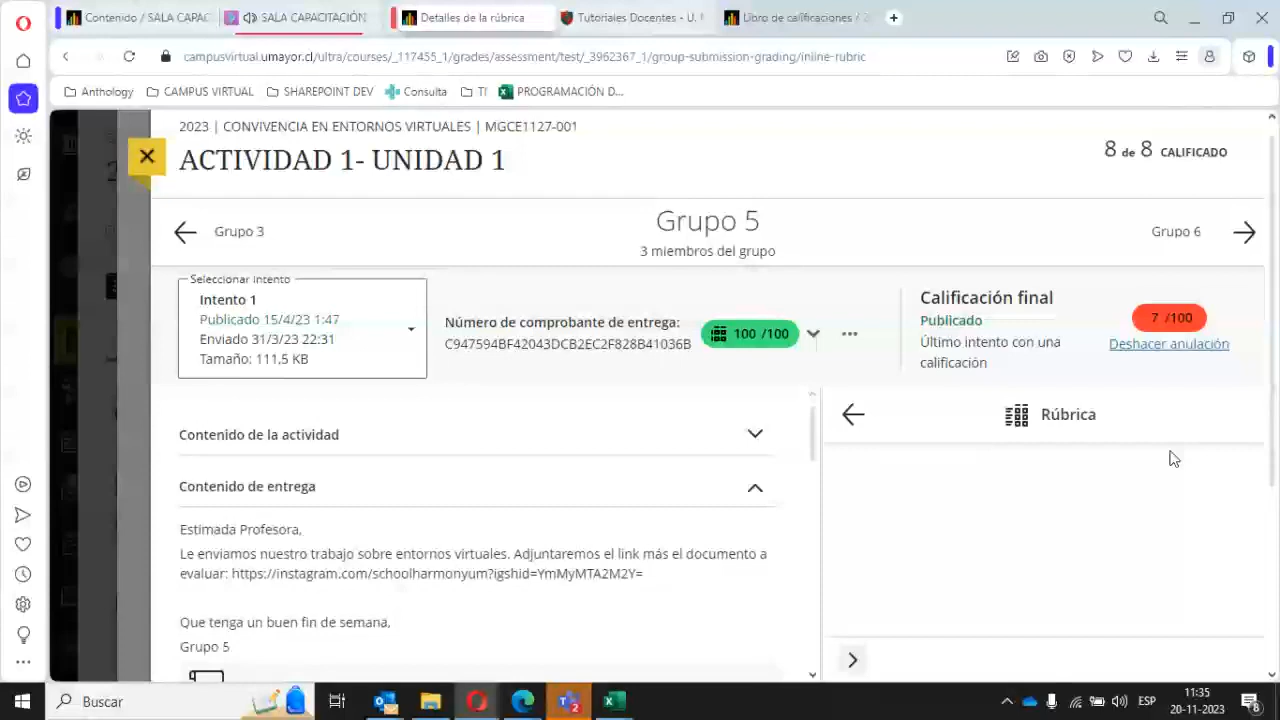 Contenido / SALA CAPAC
SALA CAPACITACIÓN
Detalles de la rúbrica
Tutoriales Docentes - U.
Libro de calificaciones / 2
campusvirtual.umayor.cl/ultra/courses/_117455_1/grades/assessment/test/_3962367_1/group-submission-grading/inline-rubric
Anthology
CAMPUS VIRTUAL
SHAREPOINT DEV
Consulta
TI
PROGRAMACIÓN D...
2023 | CONVIVENCIA EN ENTORNOS VIRTUALES | MGCE1127-001
ACTIVIDAD 1- UNIDAD 1
8 de 8 CALIFICADO
Grupo 3
Grupo 5
3 miembros del grupo
Grupo 6
Seleccionar intento
Intento 1
Publicado 15/4/23 1:47
Enviado 31/3/23 22:31
Tamaño: 111.5 KB
Número de comprobante de entrega:
C947594BF42043DCB2EC2F828B41036B
100 /100
Calificación final
Publicado
Último intento con una
calificación
7 /100
Deshacer anulación
Contenido de la actividad
Contenido de entrega
Estimada Profesora,
Le enviamos nuestro trabajo sobre entornos virtuales. Adjuntaremos el link más el documento a
evaluar: https://instagram.com/schoolharmonyum?igshid=YmMyMTA2M2Y=
Que tenga un buen fin de semana,
Grupo 5
Rúbrica
Buscar
ESP
11:35
20-11-2023
8